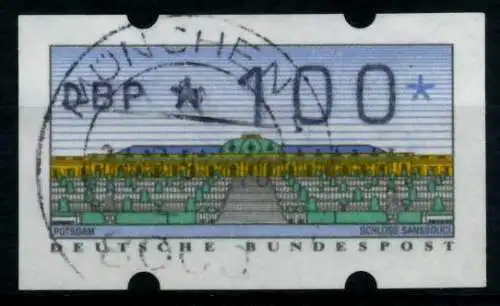 MÜNCHEN
DBP * 100 *
POTSDAM SCHLOSS SANSSOUCI
DEUTSCHE BUNDESPOST